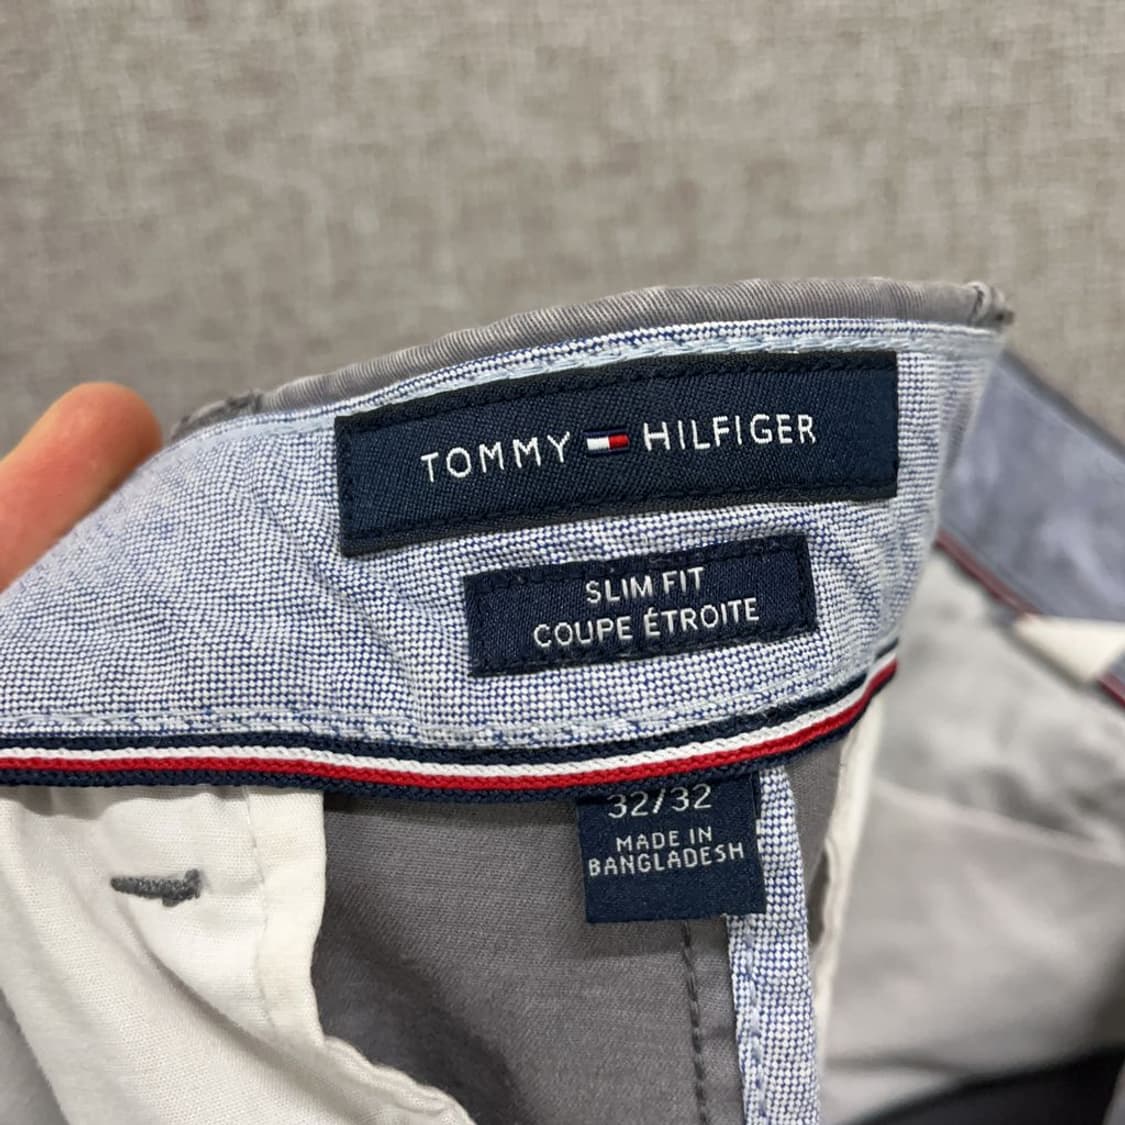 TOMMY HILFIGER
SLIM FIT
COUPE ÉTROITE
32/32
MADE IN
BANGLADESH